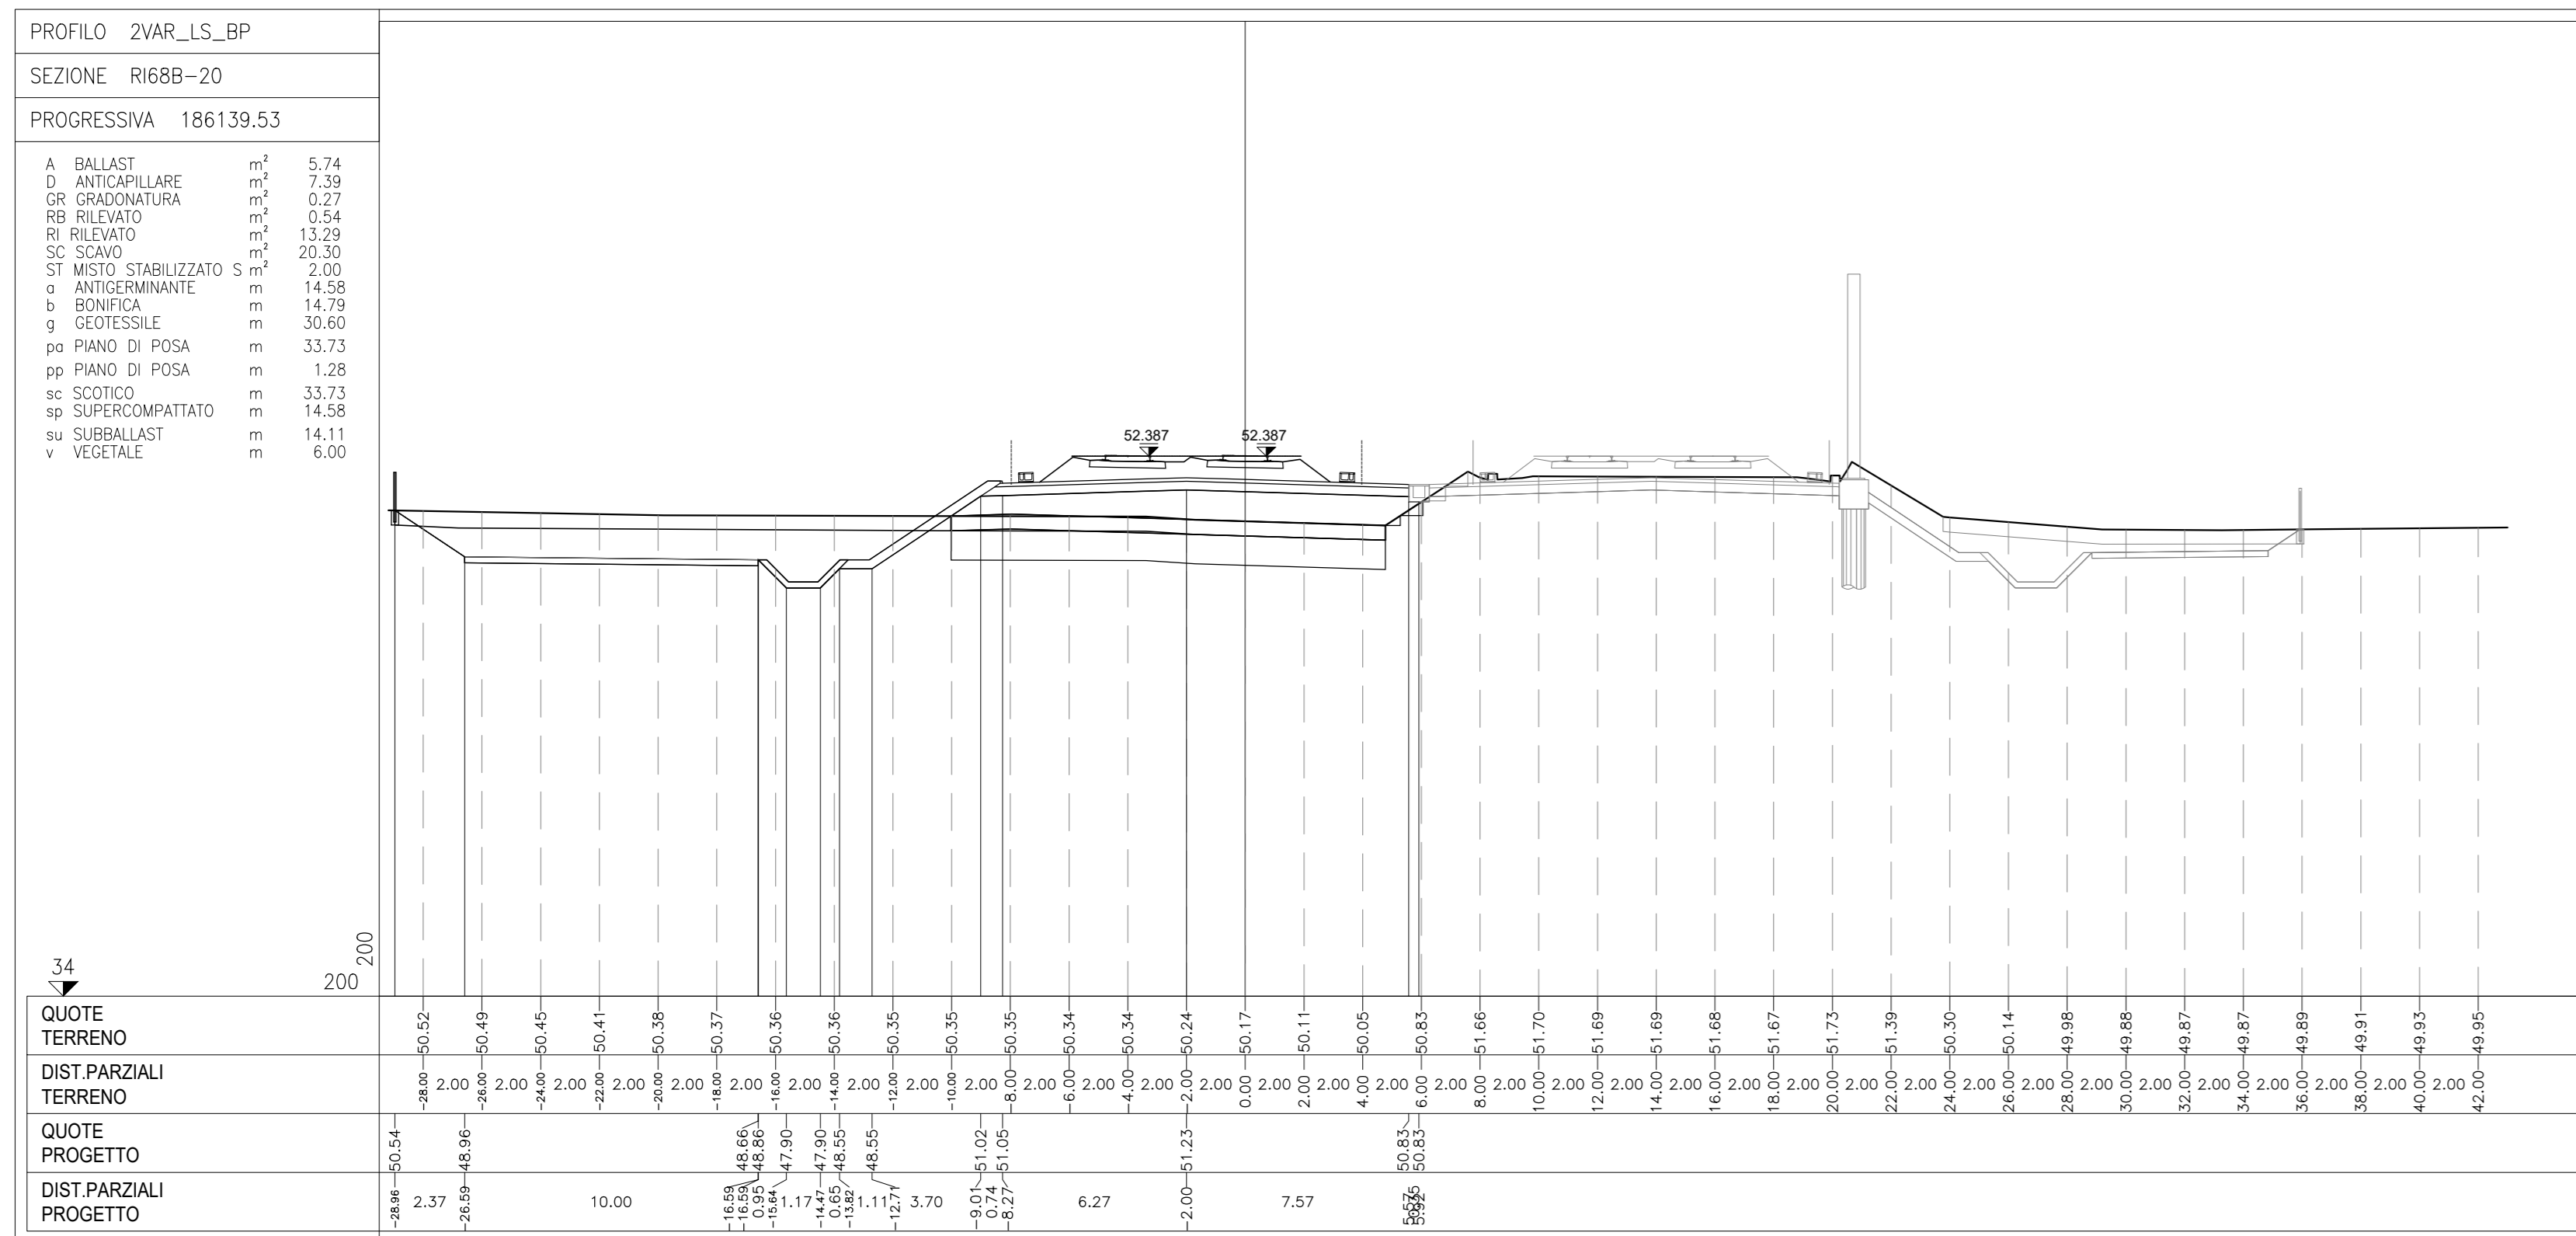 PROFILO 2VAR_LS_BP
SEZIONE RI68B-20
PROGRESSIVA 186139.53
A BALLAST m² 5.74
D ANTICAPILLARE m² 7.39
GR GRADONATURA m² 0.27
RB RILEVATO m² 0.54
RI RILEVATO m² 13.29
SC SCAVO m² 20.30
ST MISTO STABILIZZATO S m² 2.00
a ANTIGERMINANTE m 14.58
b BONIFICA m 14.79
g GEOTESSILE m 30.60
pa PIANO DI POSA m 33.73
pp PIANO DI POSA m 1.28
sc SCOTICO m 33.73
sp SUPERCOMPATTATO m 14.58
su SUBBALLAST m 14.11
v VEGETALE m 6.00
52.387 52.387
34
200
200
QUOTE
TERRENO
50.52 50.49 50.45 50.41 50.38 50.37 50.36 50.36 50.35 50.35 50.35 50.34 50.34 50.24 50.17 50.11 50.05 50.83 51.66 51.70 51.69 51.69 51.68 51.67 51.73 51.39 50.30 50.14 49.98 49.88 49.87 49.87 49.89 49.91 49.93 49.95
DIST.PARZIALI
TERRENO
-28.00 2.00 -26.00 2.00 -24.00 2.00 -22.00 2.00 -20.00 2.00 -18.00 2.00 -16.00 2.00 -14.00 2.00 -12.00 2.00 -10.00 2.00 -8.00 2.00 -6.00 2.00 -4.00 2.00 -2.00 2.00 0.00 2.00 2.00 2.00 4.00 2.00 6.00 2.00 8.00 2.00 10.00 2.00 12.00 2.00 14.00 2.00 16.00 2.00 18.00 2.00 20.00 2.00 22.00 2.00 24.00 2.00 26.00 2.00 28.00 2.00 30.00 2.00 32.00 2.00 34.00 2.00 36.00 2.00 38.00 2.00 40.00 2.00 42.00
QUOTE
PROGETTO
50.54 48.96 48.66 48.86 47.90 47.90 48.55 48.55 51.02 51.05 51.23 50.83 50.83
DIST.PARZIALI
PROGETTO
-28.96 2.37 -26.59 10.00 -16.59 -16.59 0.95 -15.64 1.17 -14.47 0.65 -13.82 1.11 -12.71 3.70 -9.01 0.74 -8.27 6.27 -2.00 7.57 5.92